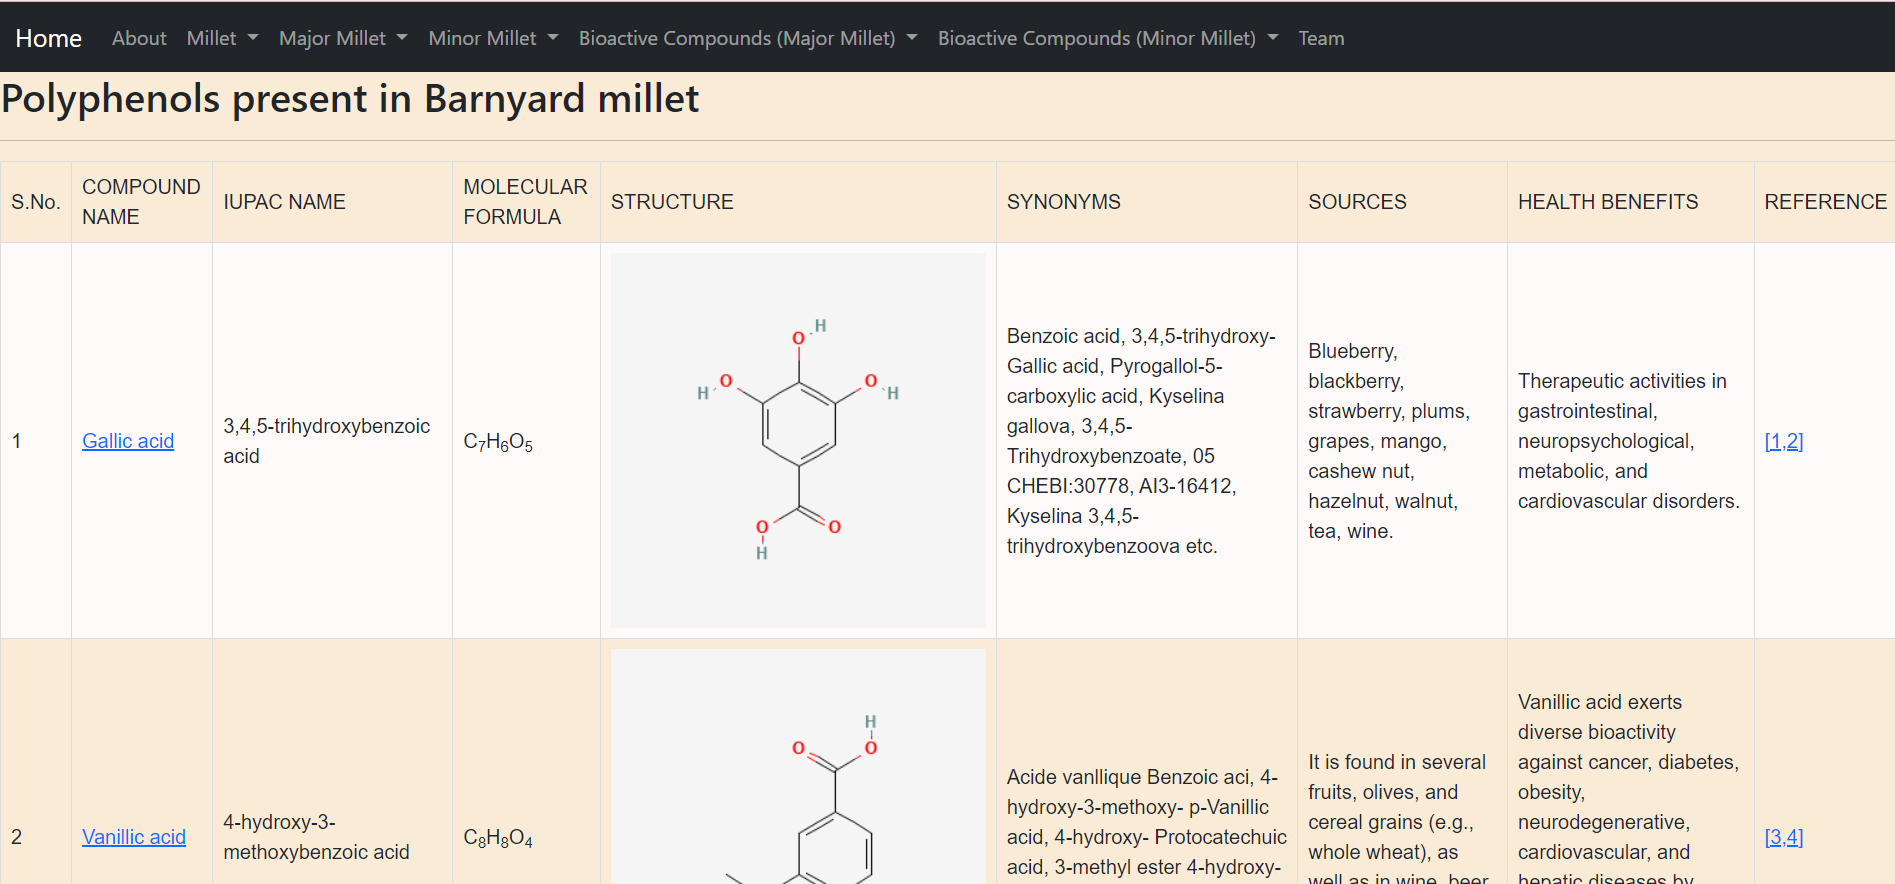 Home About Millet Major Millet Minor Millet Bioactive Compounds (Major Millet) Bioactive Compounds (Minor Millet) Team
Polyphenols present in Barnyard millet
S.No.
COMPOUND
NAME
IUPAC NAME
MOLECULAR
FORMULA
STRUCTURE
SYNONYMS
SOURCES
HEALTH BENEFITS
REFERENCE
1
Gallic acid
3,4,5-trihydroxybenzoic
acid
C₇H₆O₅
O H
H O
O H
O
O
H
Benzoic acid, 3,4,5-trihydroxy-
Gallic acid, Pyrogallol-5-
carboxylic acid, Kyselina
gallova, 3,4,5-
Trihydroxybenzoate, 05
CHEBI:30778, AI3-16412,
Kyselina 3,4,5-
trihydroxybenzoova etc.
Blueberry,
blackberry,
strawberry, plums,
grapes, mango,
cashew nut,
hazelnut, walnut,
tea, wine.
Therapeutic activities in
gastrointestinal,
neuropsychological,
metabolic, and
cardiovascular disorders.
[1,2]
2
Vanillic acid
4-hydroxy-3-
methoxybenzoic acid
C₈H₈O₄
H
O O
Acide vanllique Benzoic aci, 4-
hydroxy-3-methoxy- p-Vanillic
acid, 4-hydroxy- Protocatechuic
acid, 3-methyl ester 4-hydroxy-
It is found in several
fruits, olives, and
cereal grains (e.g.,
whole wheat), as
well as in wine, beer
Vanillic acid exerts
diverse bioactivity
against cancer, diabetes,
obesity,
neurodegenerative,
cardiovascular, and
hepatic diseases by
[3,4]